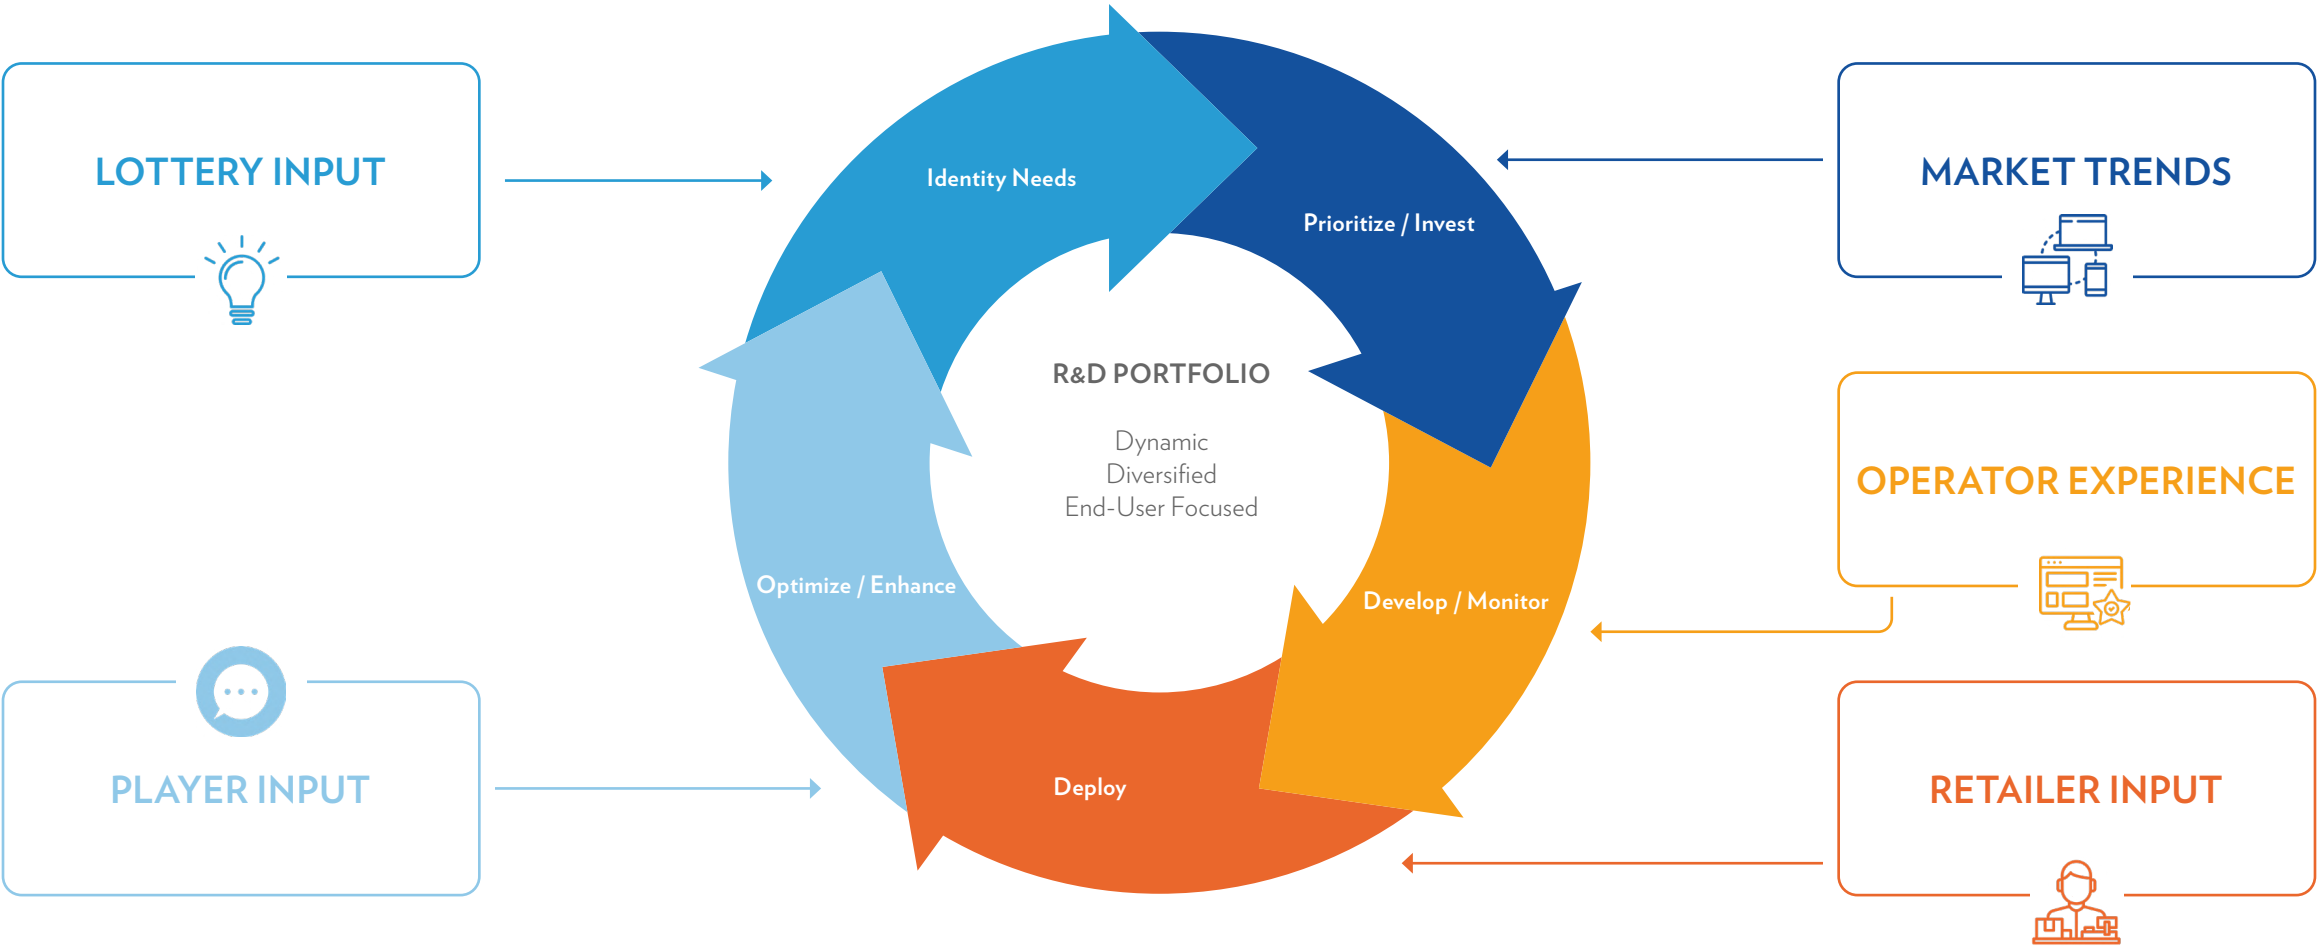 LOTTERY INPUT
MARKET TRENDS
Identity Needs
Prioritize / Invest
R&D PORTFOLIO
Dynamic
Diversified
End-User Focused
OPERATOR EXPERIENCE
Optimize / Enhance
Develop / Monitor
PLAYER INPUT
Deploy
RETAILER INPUT